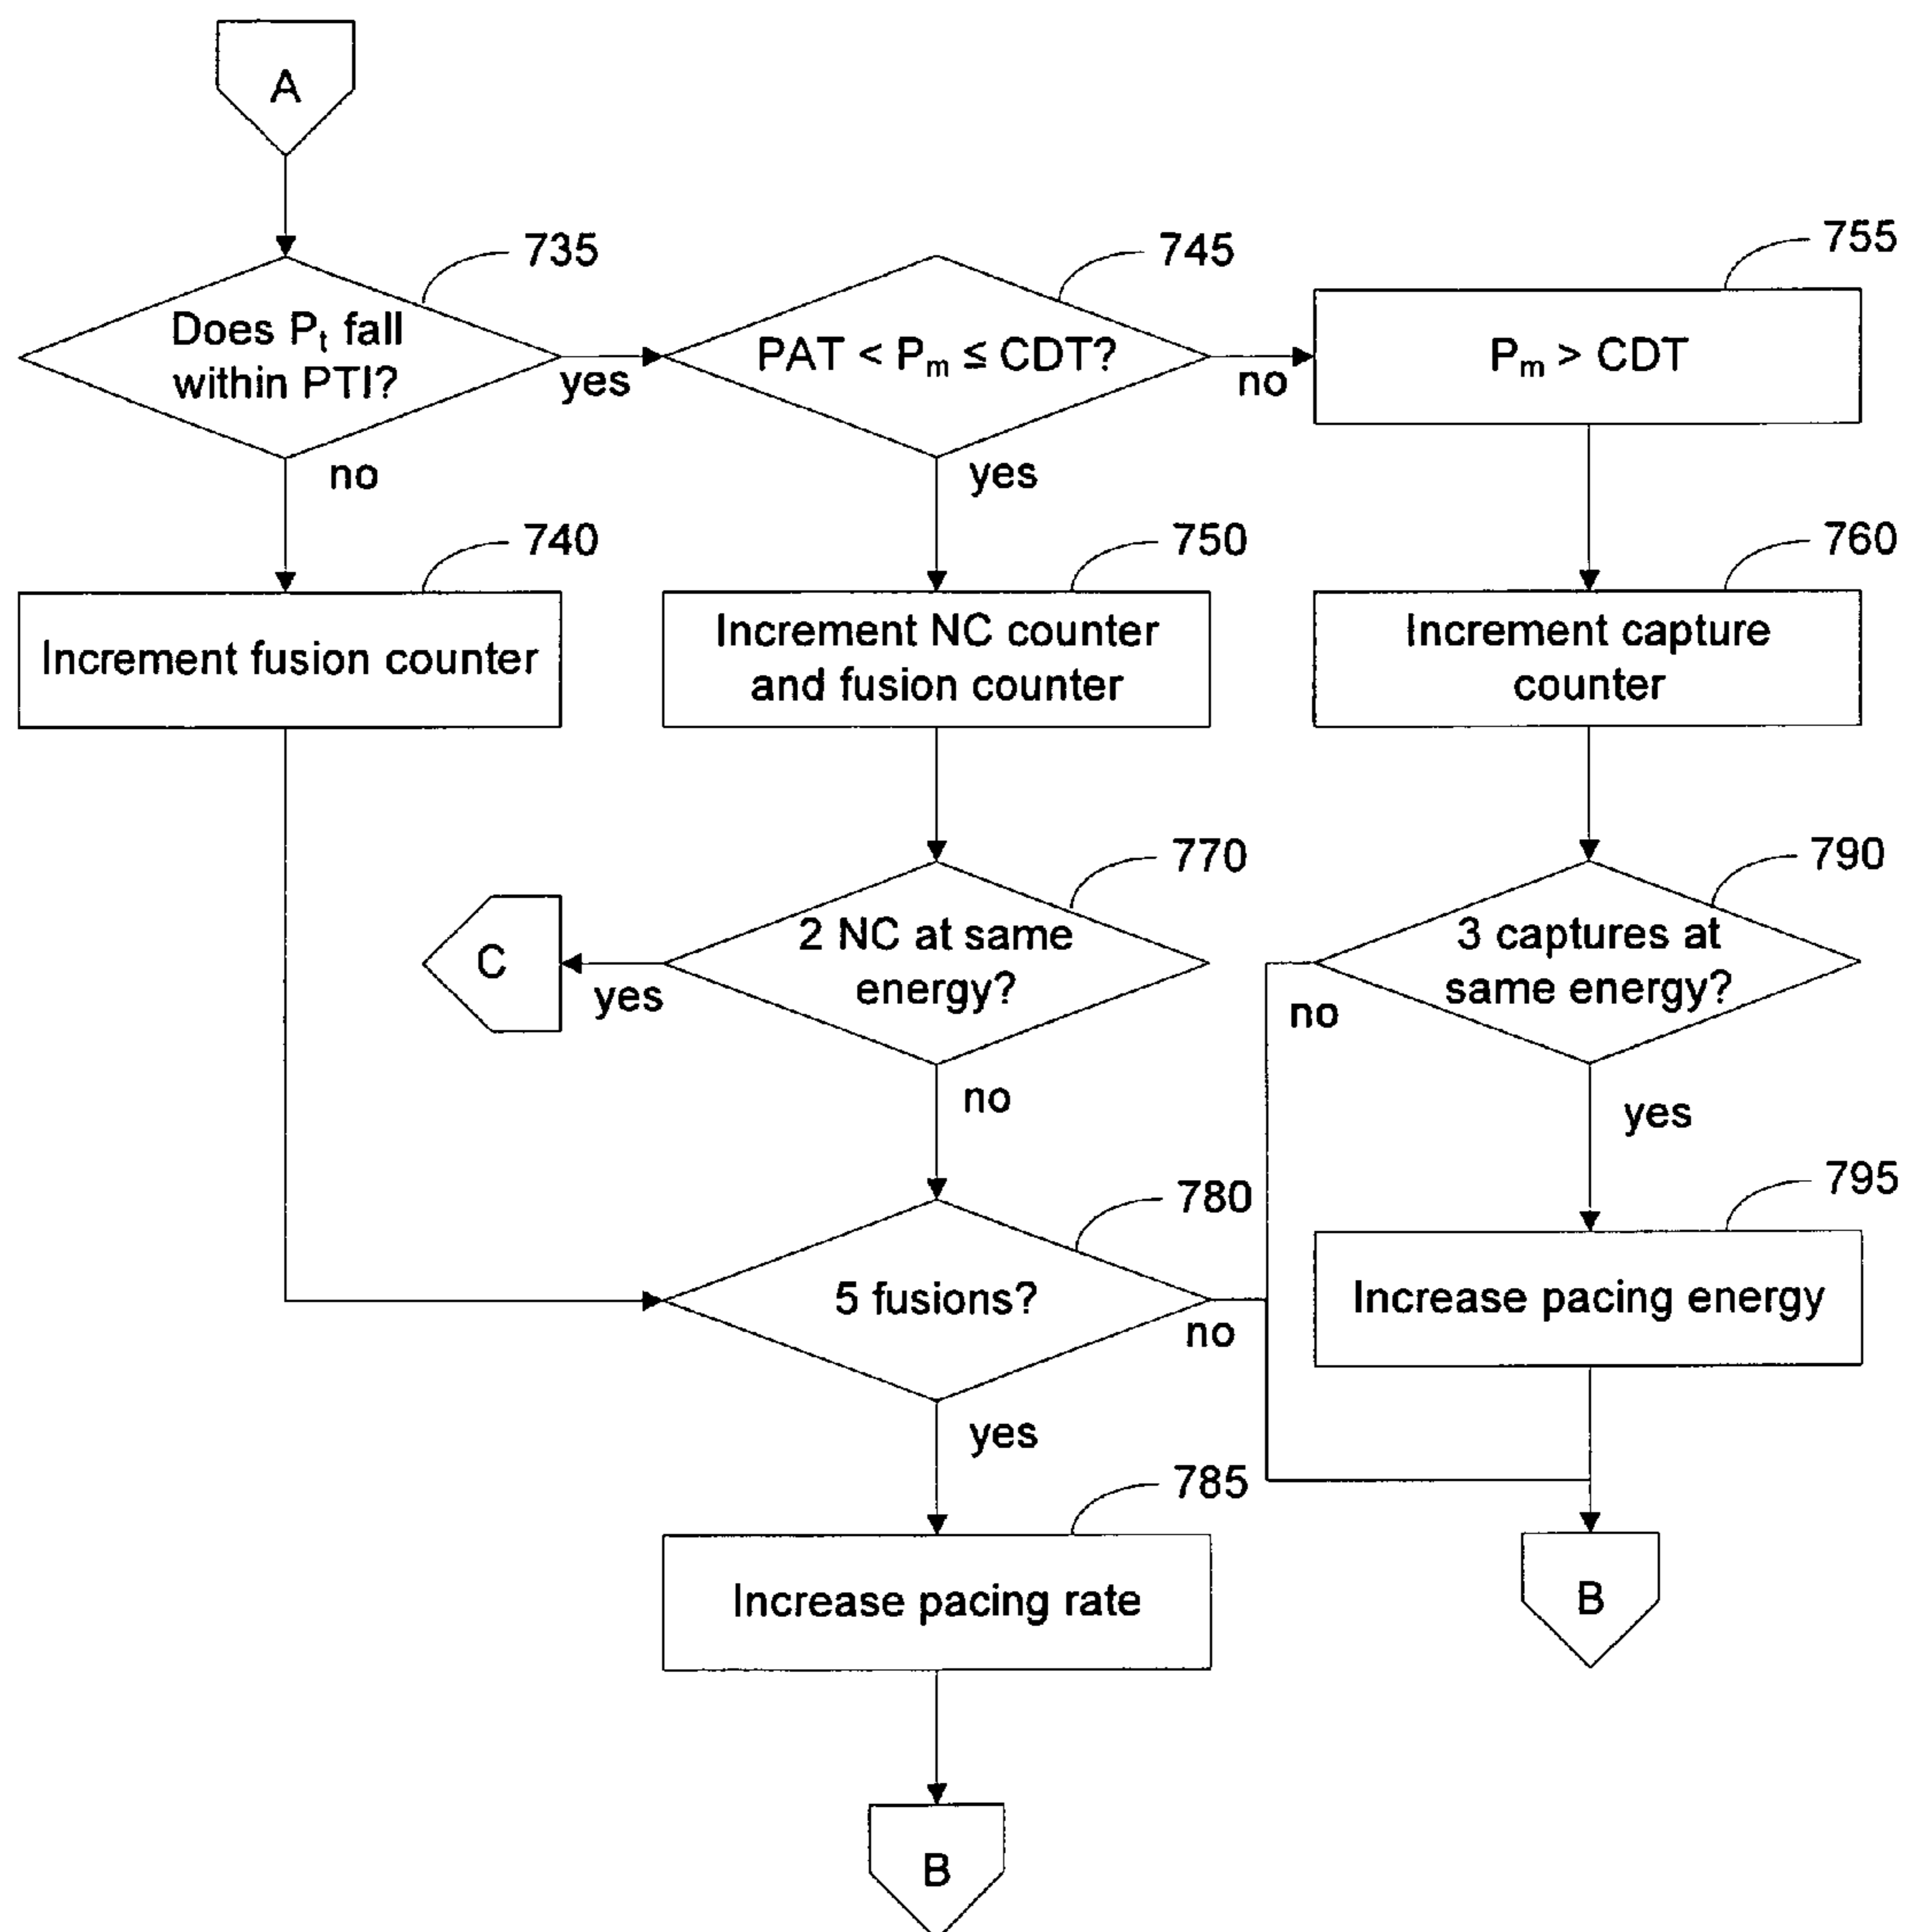 A
735
745
755
Does Pt fall
within PTI?
yes
PAT < Pm ≤ CDT?
no
Pm > CDT
no
yes
740
750
760
Increment fusion counter
Increment NC counter
and fusion counter
Increment capture
counter
770
790
C
yes
2 NC at same
energy?
3 captures at
same energy?
no
no
yes
780
795
5 fusions?
no
Increase pacing energy
yes
785
Increase pacing rate
B
B